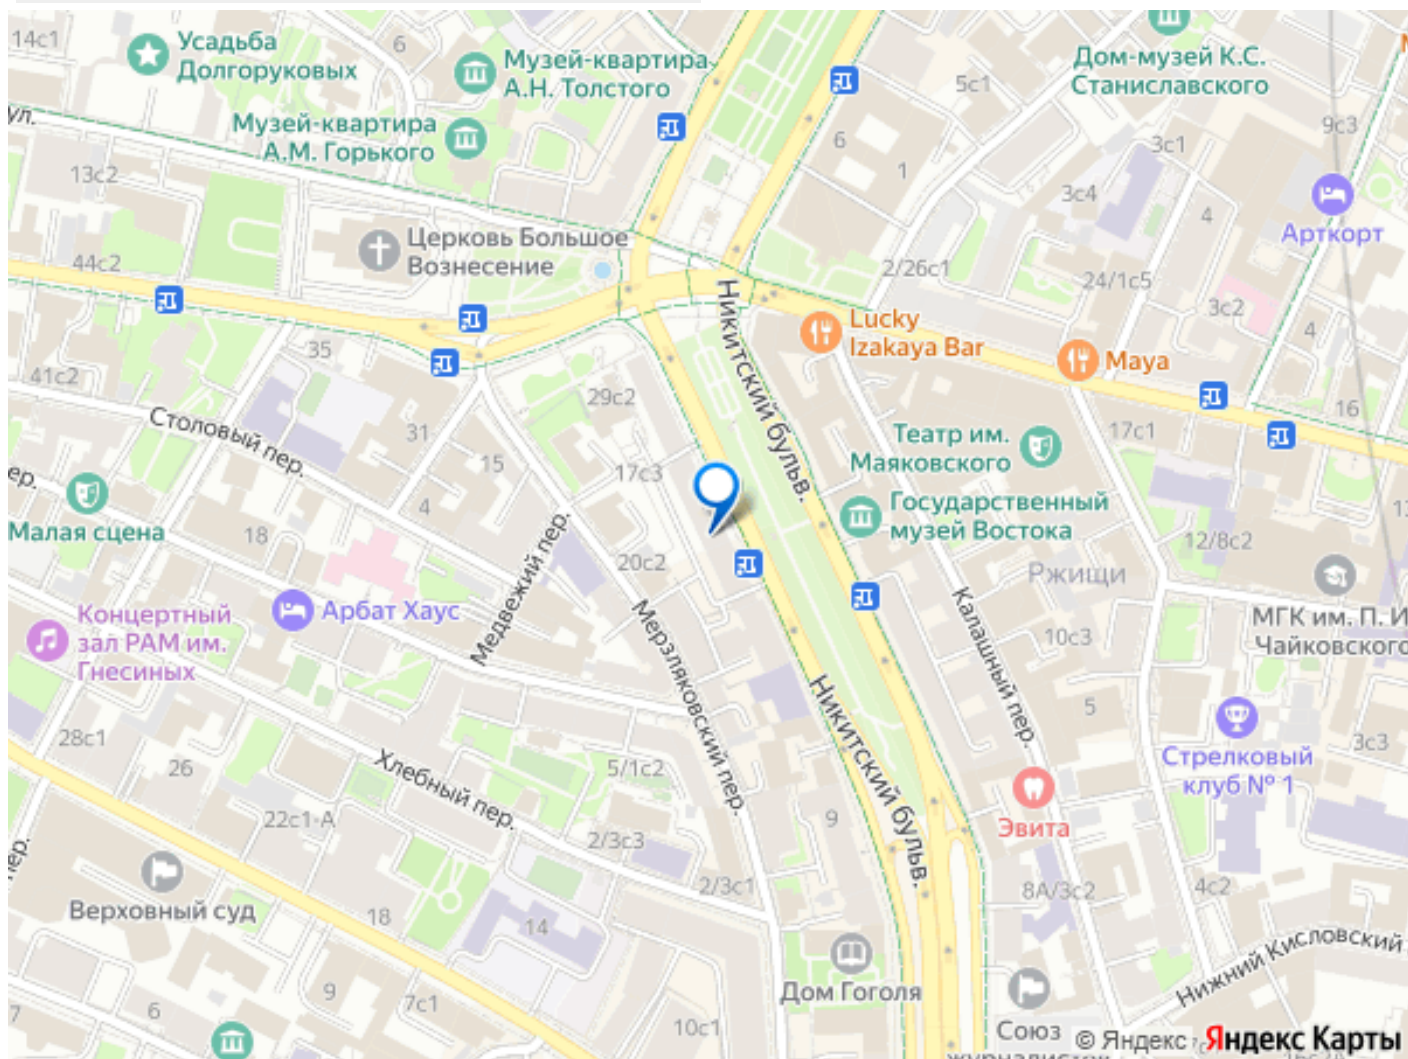 14с1
Усадьба
Долгоруковых
6
Музей-квартира
А.Н. Толстого
Дом-музей К.С.
Станиславского
5с1
9с3
ул.
Музей-квартира
А.М. Горького
6
1
3с1
13с2
3с4
4
Арткорт
Церковь Большое
Вознесение
44с2
2/26с1
24/1с5
3с2
4
Никитский бульв.
Lucky
Izakaya Bar
Maya
35
41с2
29с2
16
Столовый пер.
31
15
17с3
Театр им.
Маяковского
17с1
ер.
4
Государственный
музей Востока
Малая сцена
18
Медвежий пер.
20с2
12/8с2
Ржищи
Концертный
зал РАМ им.
Гнесиных
Арбат Хаус
Мерзляковский пер.
Калашный пер.
10с3
МГК им. П. И
Чайковского
5
28с1
26
Хлебный пер.
5/1с2
Никитский бульв.
3с3
Стрелковый
клуб № 1
22с1-А
2/3с3
9
Эвита
пер.
2/3с1
8А/3с2
4с2
Верховный суд
18
14
Нижний Кисловский
Дом Гоголя
9
7с1
6
7
10с1
Союз
© Яндекс
Яндекс Карты